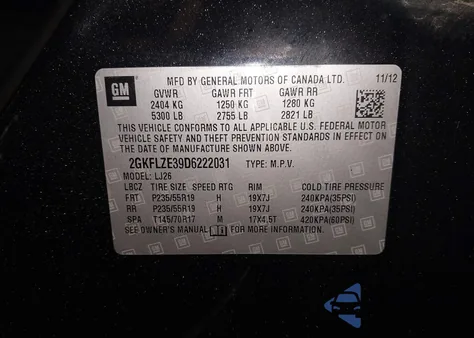 GM
MFD BY GENERAL MOTORS OF CANADA LTD. 11/12
GVWR GAWR FRT GAWR RR
2404 KG 1250 KG 1280 KG
5300 LB 2755 LB 2821 LB
THIS VEHICLE CONFORMS TO ALL APPLICABLE U.S. FEDERAL MOTOR
VEHICLE SAFETY AND THEFT PREVENTION STANDARDS IN EFFECT ON
THE DATE OF MANUFACTURE SHOWN ABOVE.
2GKFLZE39D6222031 TYPE: M.P.V.
MODEL: LJ26
LBCZ TIRE SIZE SPEED RTG RIM COLD TIRE PRESSURE
FRT P235/55R19 H 19X7J 240KPA(35PSI)
RR P235/55R19 H 19X7J 240KPA(35PSI)
SPA T145/70R17 M 17X4.5T 420KPA(60PSI)
SEE OWNER'S MANUAL FOR MORE INFORMATION.